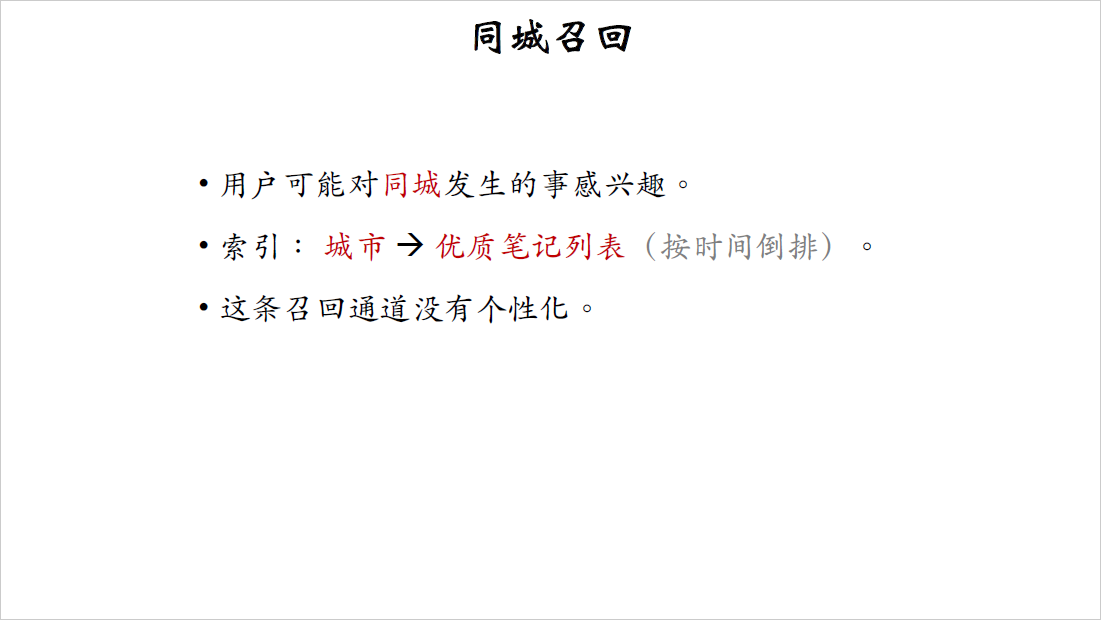 同城召回
• 用户可能对同城发生的事感兴趣。
• 索引： 城市 → 优质笔记列表（按时间倒排）。
• 这条召回通道没有个性化。